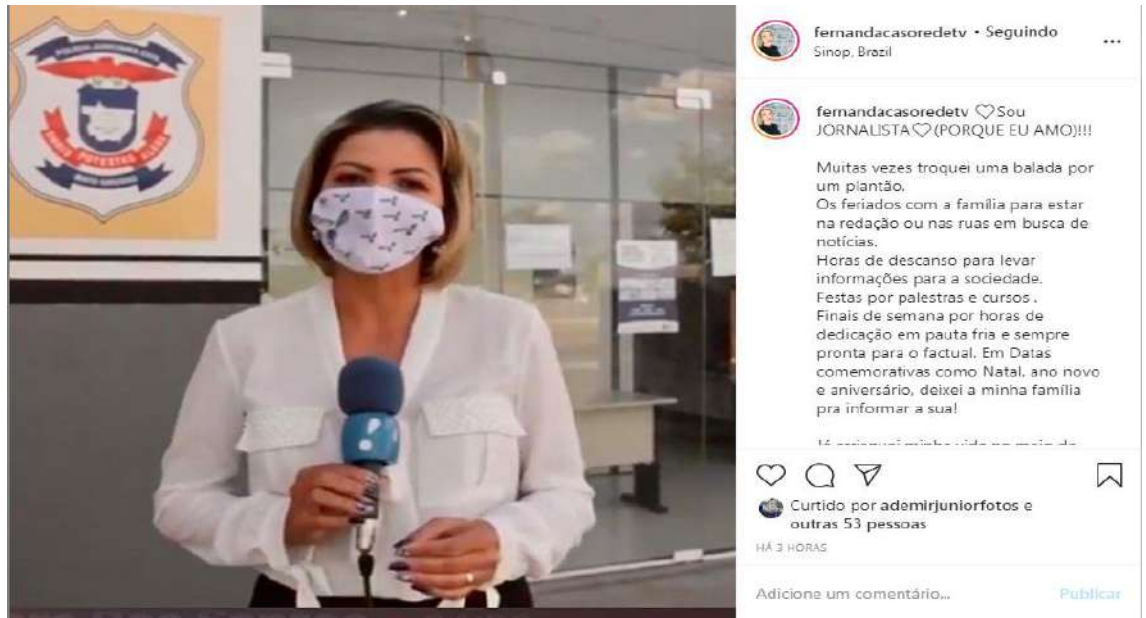 fernandacasoredetv • Seguindo
Sinop, Brazil
fernandacasoredetv ♡Sou
JORNALISTA♡(PORQUE EU AMO)!!!
Muitas vezes troquei uma balada por
um plantão.
Os feriados com a família para estar
na redação ou nas ruas em busca de
notícias.
Horas de descanso para levar
informações para a sociedade.
Festas por palestras e cursos .
Finais de semana por horas de
dedicação em pauta fria e sempre
pronta para o factual. Em Datas
comemorativas como Natal, ano novo
e aniversário, deixei a minha família
pra informar a sua!
Curtido por ademirjuniorfotos e
outras 53 pessoas
HÁ 3 HORAS
Adicione um comentário...
Publicar